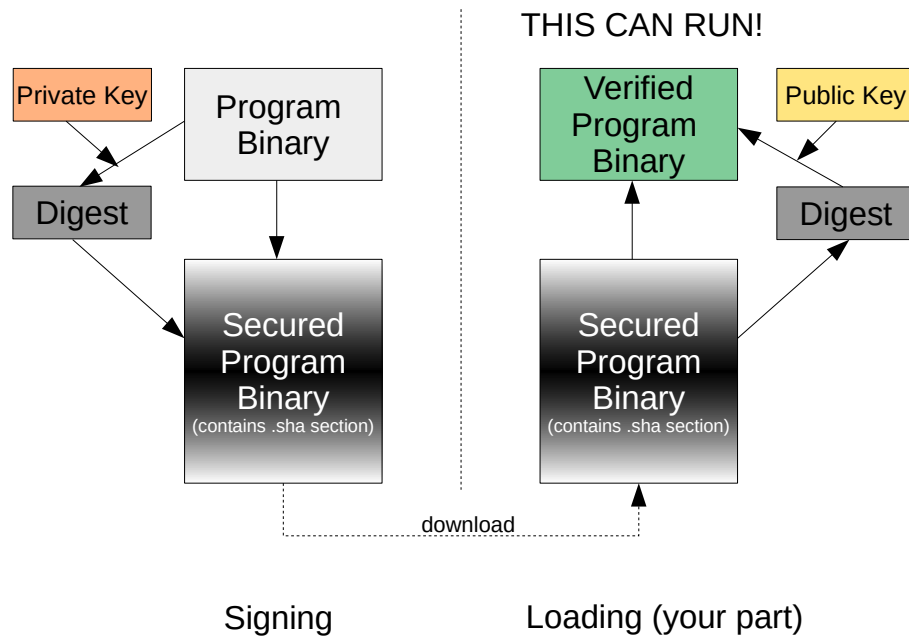 THIS CAN RUN!
Private Key
Program
Binary
Digest
Secured
Program
Binary
(contains .sha section)
Verified
Program
Binary
Public Key
Digest
Secured
Program
Binary
(contains .sha section)
download
Signing
Loading (your part)